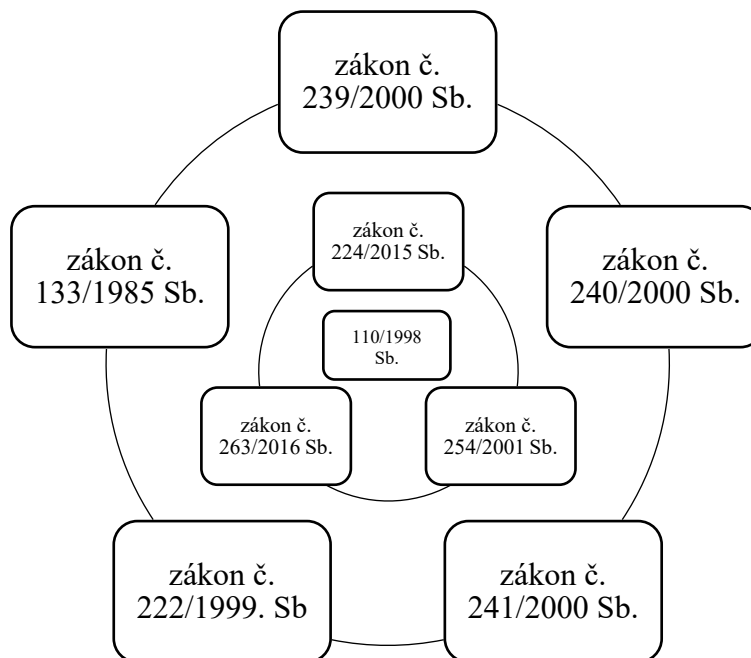 zákon č.
239/2000 Sb.
zákon č.
133/1985 Sb.
zákon č.
224/2015 Sb.
zákon č.
240/2000 Sb.
110/1998
Sb.
zákon č.
263/2016 Sb.
zákon č.
254/2001 Sb.
zákon č.
222/1999. Sb
zákon č.
241/2000 Sb.